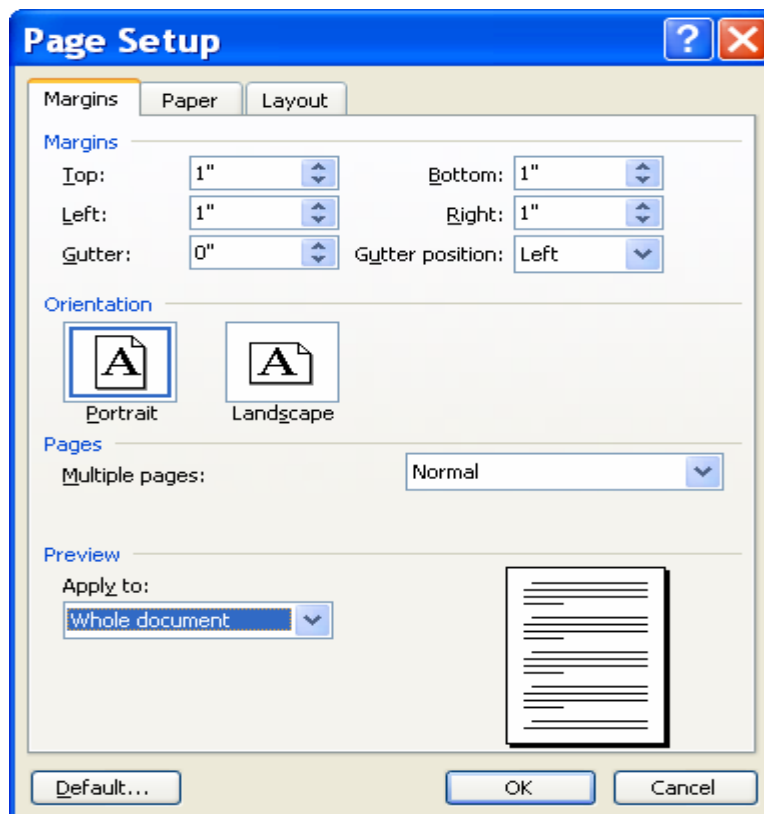 Page Setup
Margins Paper Layout
Margins
Top: 1" Bottom: 1"
Left: 1" Right: 1"
Gutter: 0" Gutter position: Left
Orientation
A A
Portrait Landscape
Pages
Multiple pages: Normal
Preview
Apply to:
Whole document
Default... OK Cancel